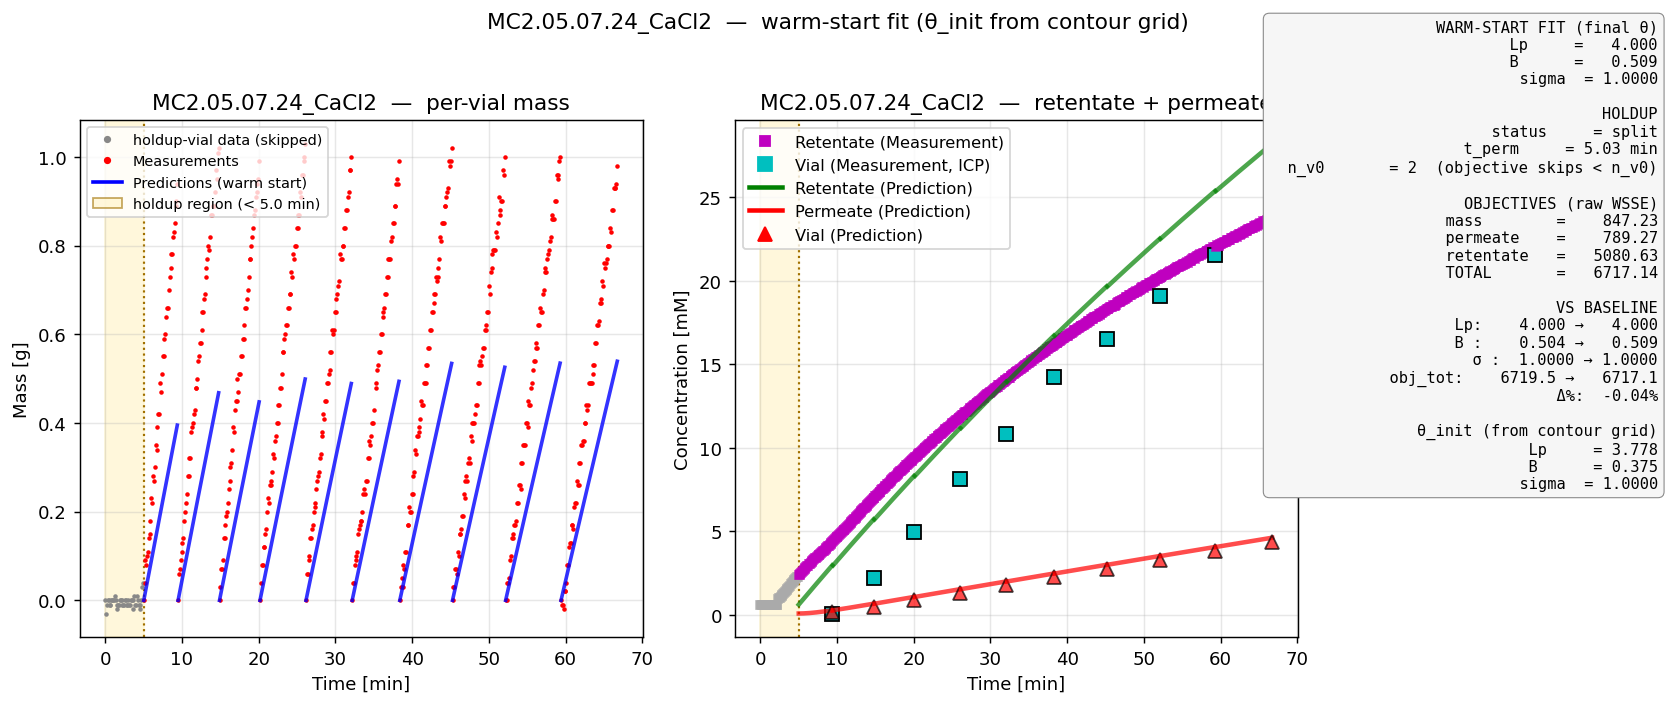 MC2.05.07.24_CaCl2 — warm-start fit (θ_init from contour grid)
MC2.05.07.24_CaCl2 — per-vial mass
holdup-vial data (skipped)
Measurements
Predictions (warm start)
holdup region (< 5.0 min)
Mass [g]
1.0
0.8
0.6
0.4
0.2
0.0
0 10 20 30 40 50 60 70
Time [min]
MC2.05.07.24_CaCl2 — retentate + permeate
Retentate (Measurement)
Vial (Measurement, ICP)
Retentate (Prediction)
Permeate (Prediction)
Vial (Prediction)
Concentration [mM]
25
20
15
10
5
0
0 10 20 30 40 50 60 70
Time [min]
WARM-START FIT (final θ)
Lp = 4.000
B = 0.509
sigma = 1.0000
HOLDUP
status = split
t_perm = 5.03 min
n_v0 = 2 (objective skips < n_v0)
OBJECTIVES (raw WSSE)
mass = 847.23
permeate = 789.27
retentate = 5080.63
TOTAL = 6717.14
VS BASELINE
Lp: 4.000 → 4.000
B : 0.504 → 0.509
σ : 1.0000 → 1.0000
obj_tot: 6719.5 → 6717.1
Δ%: -0.04%
θ_init (from contour grid)
Lp = 3.778
B = 0.375
sigma = 1.0000